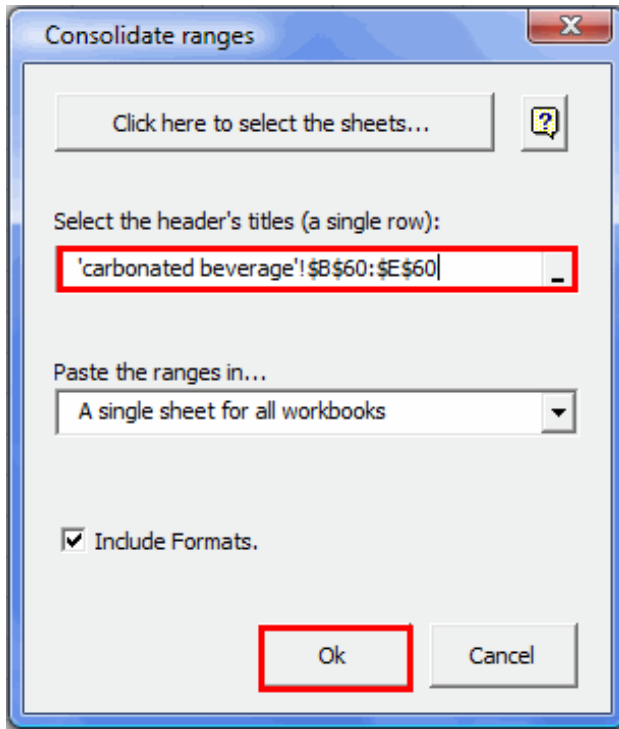 Consolidate ranges
X
Click here to select the sheets...
?
Select the header's titles (a single row):
'carbonated beverage'!$B$60:$E$60
Paste the ranges in...
A single sheet for all workbooks
Include Formats.
Ok
Cancel